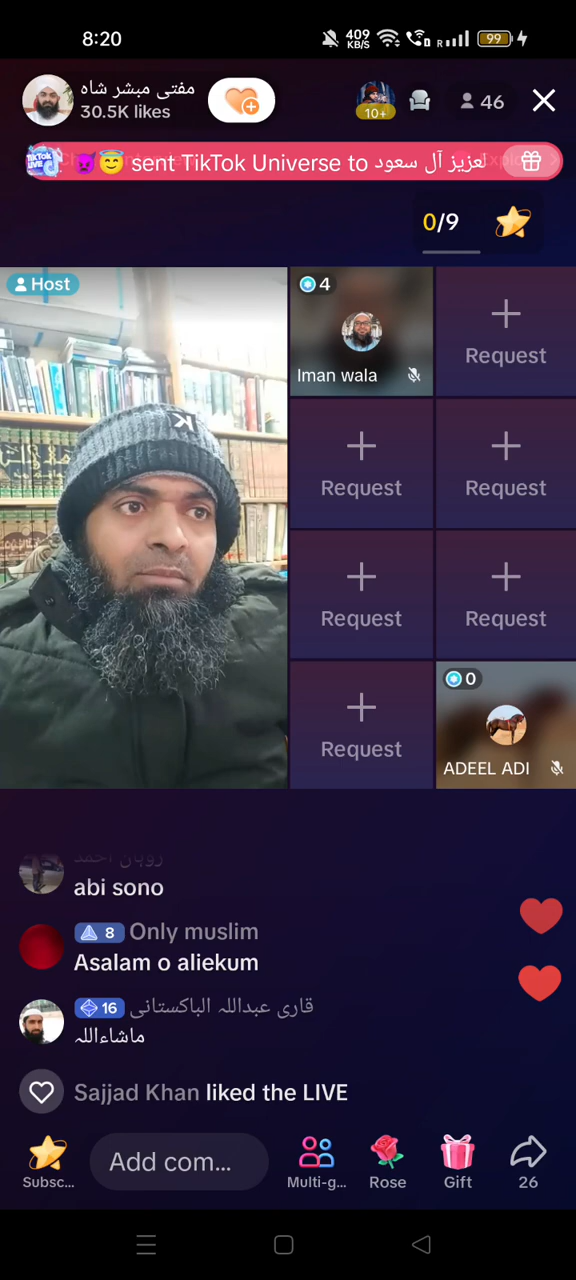 8:20
409 KB/S
R
99
مفتی مبشر شاہ
30.5K likes
10+
46
sent TikTok Universe to لعزيز آل سعود
0/9
Host
4
Iman wala
Request
Request
Request
Request
Request
Request
0
ADEEL ADI
روہان احمد
abi sono
8 Only muslim
Asalam o aliekum
16 قاری عبداللہ الباکستانی
ماشاءاللہ
Sajjad Khan liked the LIVE
Add com...
Subsc...
Multi-g...
Rose
Gift
26